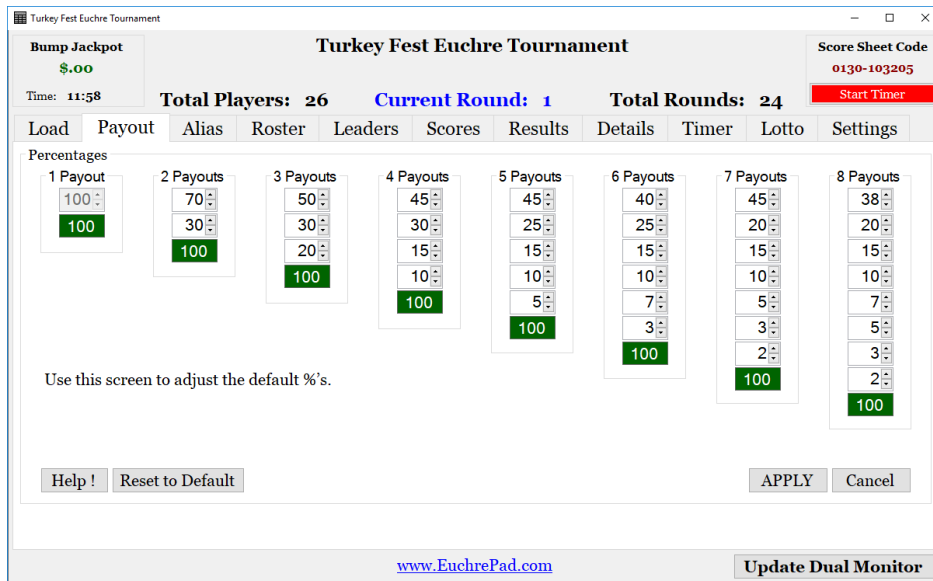 Turkey Fest Euchre Tournament
Bump Jackpot
$.00
Time: 11:58
Turkey Fest Euchre Tournament
Total Players: 26 Current Round: 1 Total Rounds: 24
Score Sheet Code
0130-103205
Start Timer
Load Payout Alias Roster Leaders Scores Results Details Timer Lotto Settings
Percentages
1 Payout 2 Payouts 3 Payouts 4 Payouts 5 Payouts 6 Payouts 7 Payouts 8 Payouts
100 70 50 45 45 40 45 38
100 30 30 30 25 25 20 20
100 20 15 15 15 15 15
100 10 10 10 10 10
100 5 7 5 7
100 3 3 5
100 2 3
100 2
100
Use this screen to adjust the default %'s.
Help ! Reset to Default APPLY Cancel
www.EuchrePad.com
Update Dual Monitor